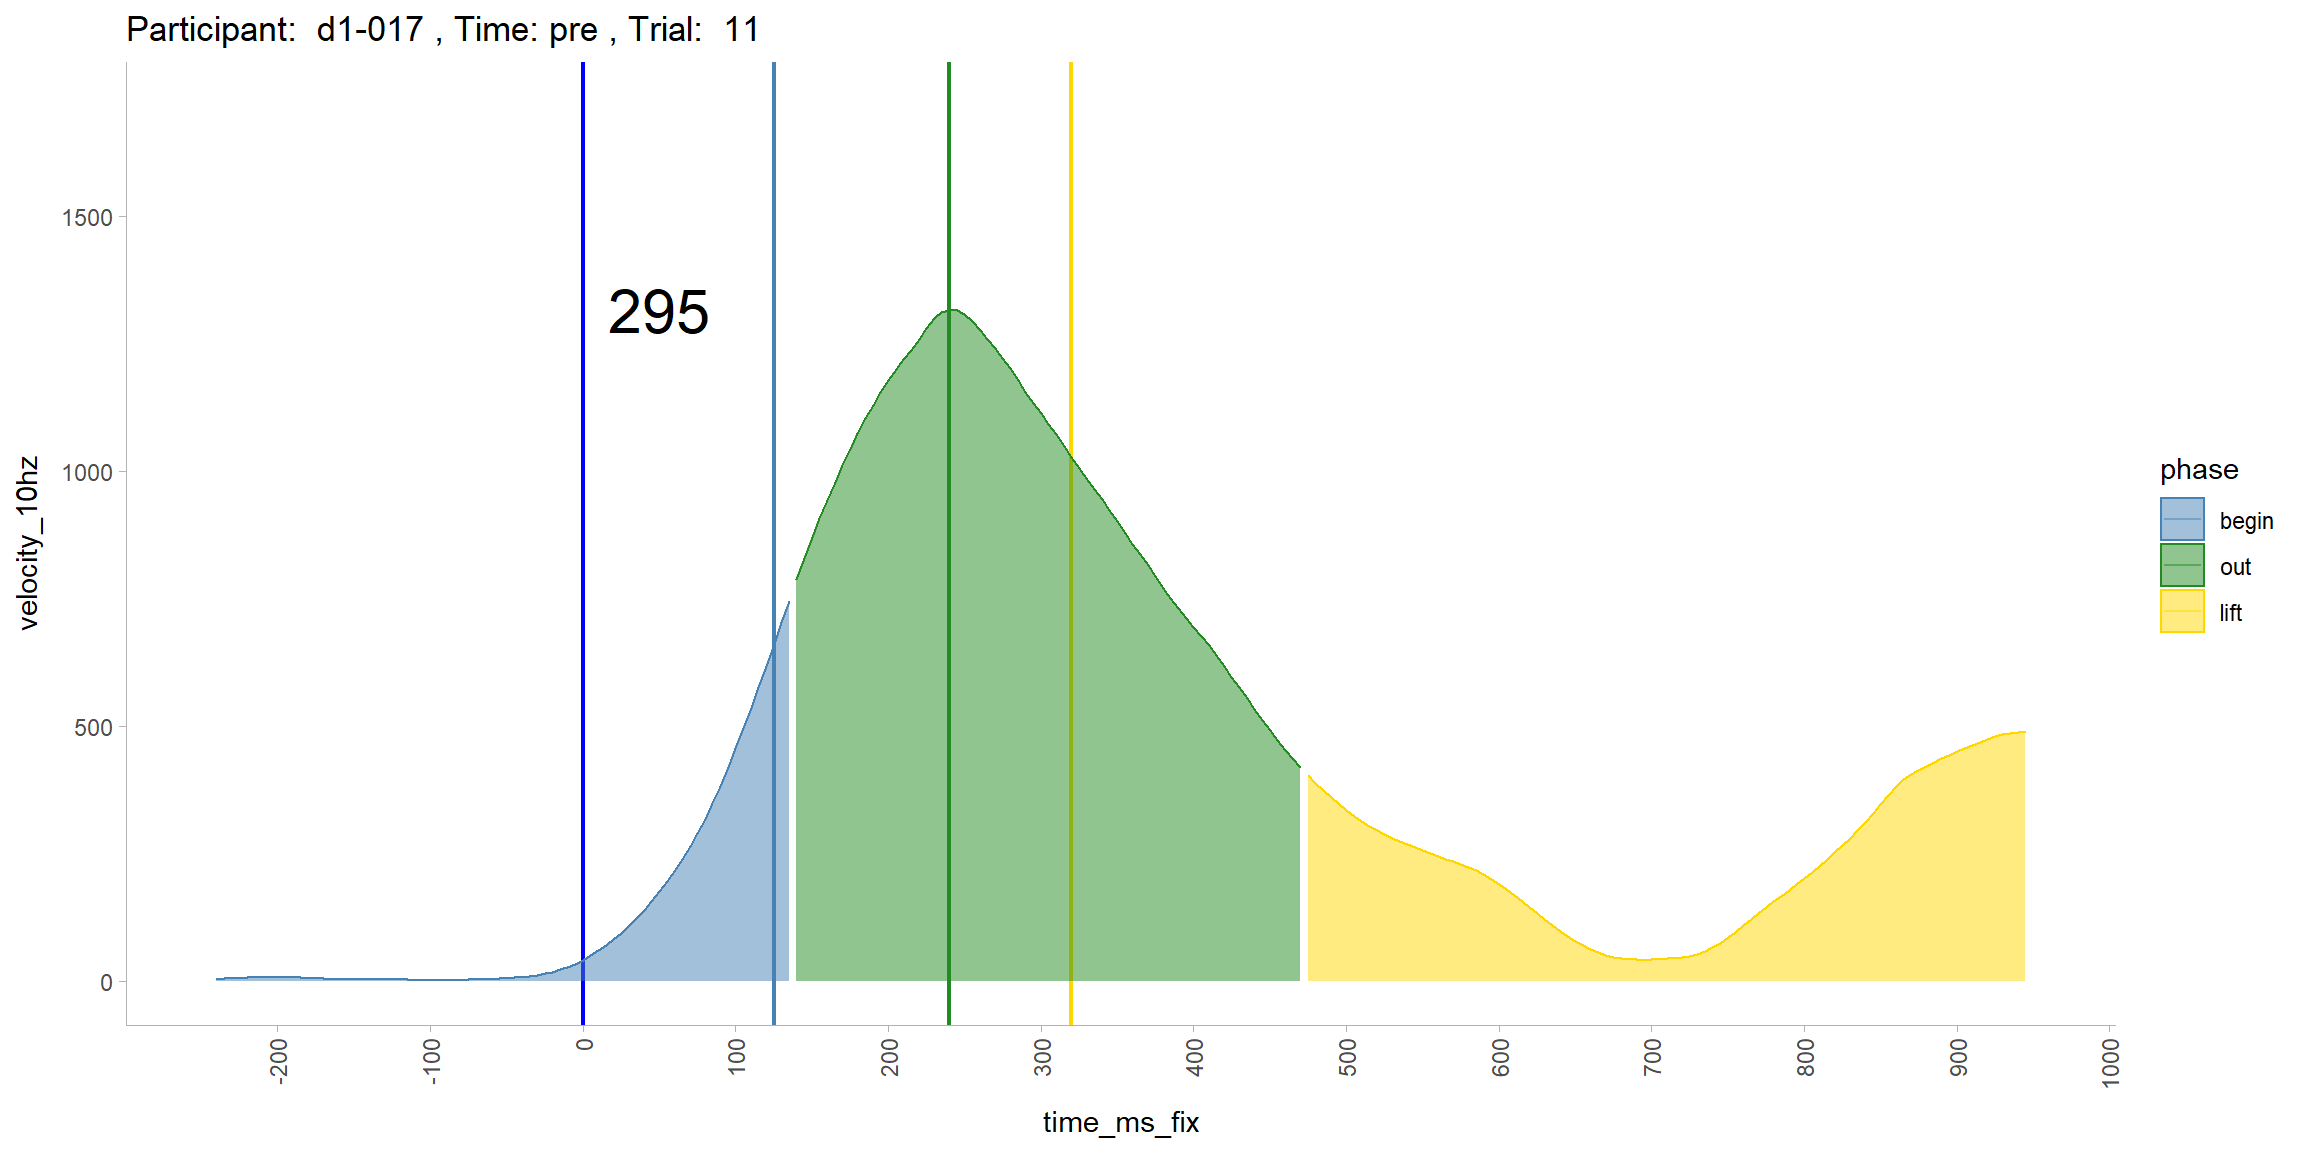 Participant:  d1-017 , Time: pre , Trial:  11
295
velocity_10hz
1500
1000
500
0
-200
-100
0
100
200
300
400
500
600
700
800
900
1000
time_ms_fix
phase
begin
out
lift